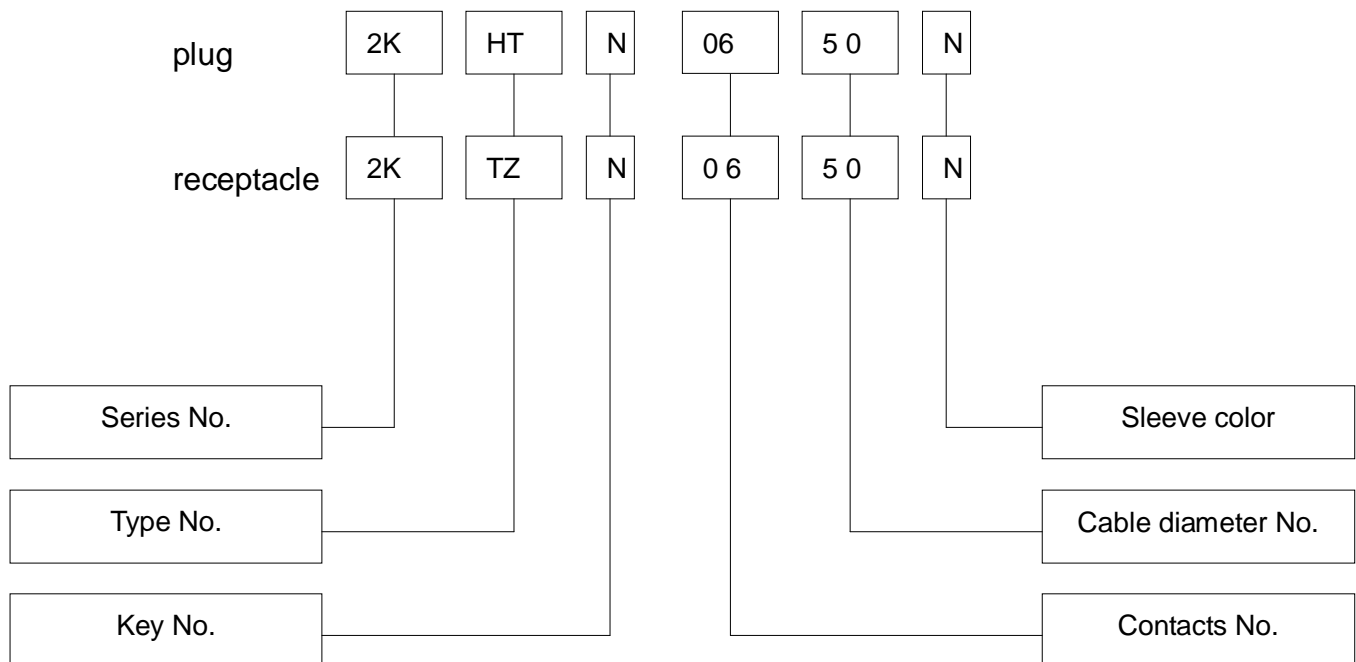 plug 2K HT N 06 5 0 N
receptacle 2K TZ N 0 6 5 0 N
Series No. Sleeve color
Type No. Cable diameter No.
Key No. Contacts No.